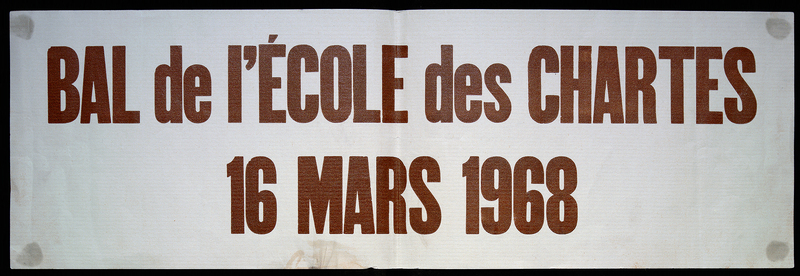 BAL de l'ÉCOLE des CHARTES
16 MARS 1968